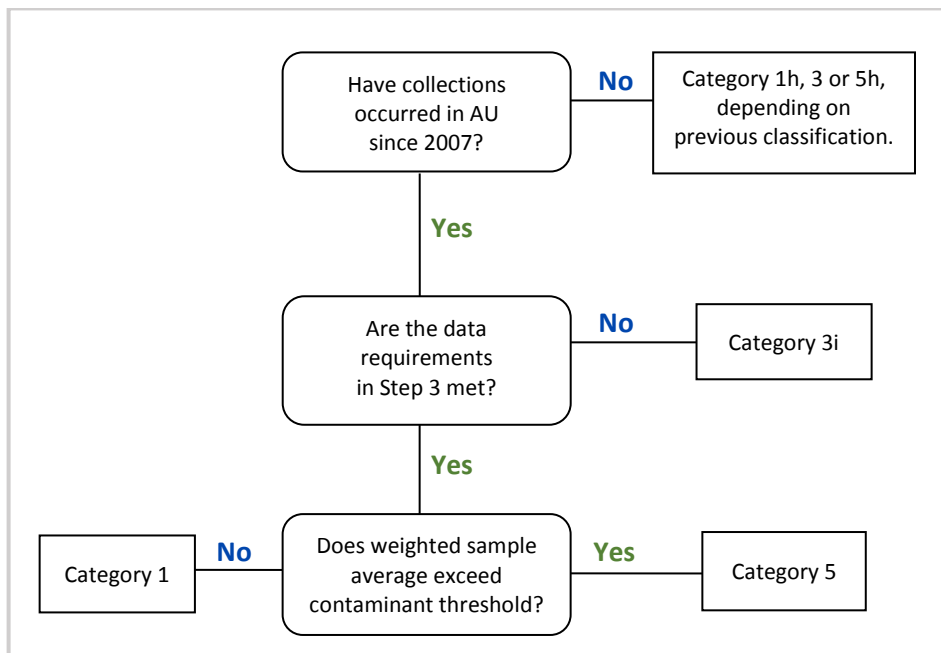 Have collections
occurred in AU
since 2007?
No
Category 1h, 3 or 5h,
depending on
previous classification.
Yes
Are the data
requirements
in Step 3 met?
No
Category 3i
Yes
Category 1
No
Does weighted sample
average exceed
contaminant threshold?
Yes
Category 5